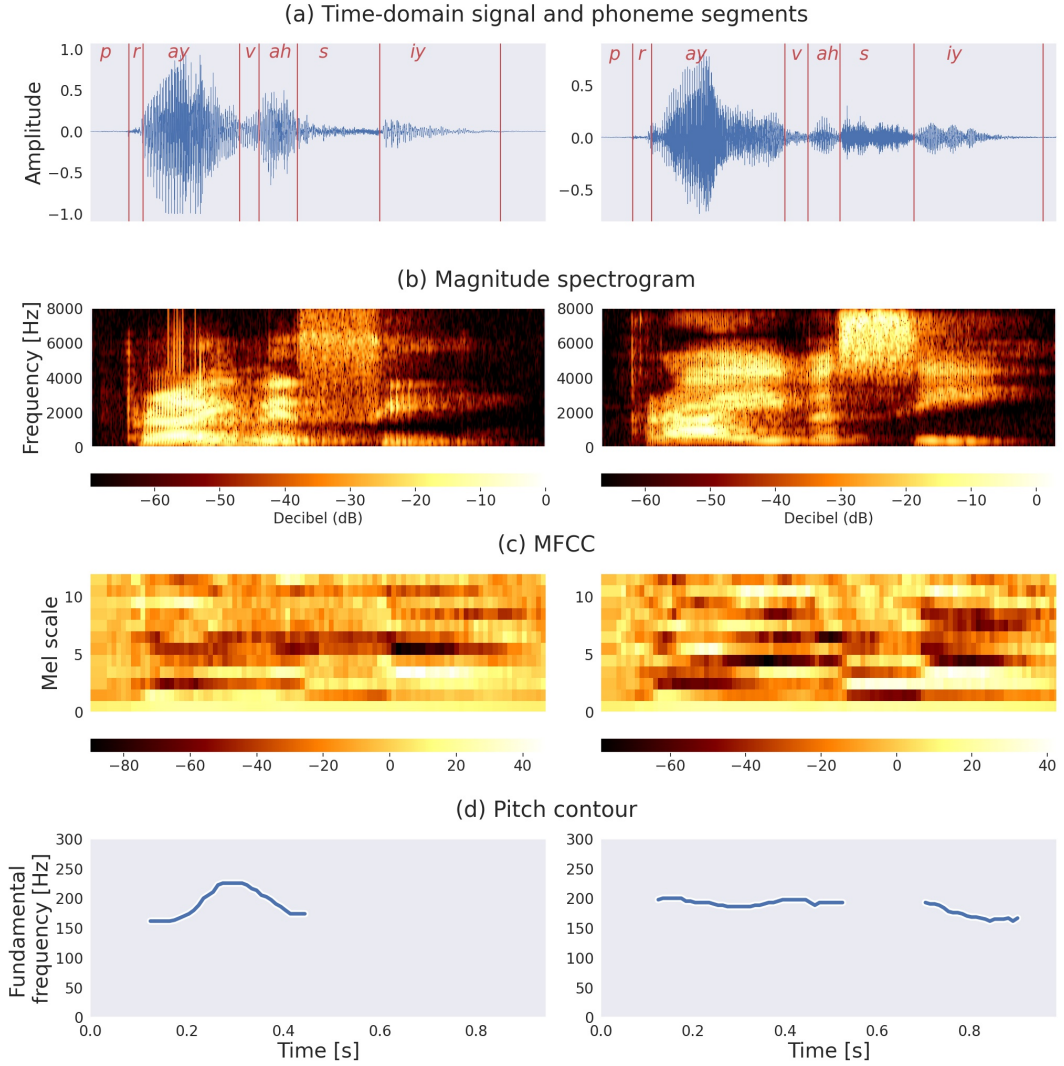 (a) Time-domain signal and phoneme segments
Amplitude
1.0
0.5
0.0
−0.5
−1.0
p r ay v ah s iy
0.5
0.0
−0.5
p r ay v ah s iy
(b) Magnitude spectrogram
Frequency [Hz]
8000
6000
4000
2000
0
8000
6000
4000
2000
0
−60 −50 −40 −30 −20 −10 0
Decibel (dB)
−60 −50 −40 −30 −20 −10 0
Decibel (dB)
(c) MFCC
Mel scale
10
5
0
10
5
0
−80 −60 −40 −20 0 20 40
−60 −40 −20 0 20 40
(d) Pitch contour
Fundamental
frequency [Hz]
300
250
200
150
100
50
0
0.0 0.2 0.4 0.6 0.8
Time [s]
300
250
200
150
100
50
0
0.0 0.2 0.4 0.6 0.8
Time [s]